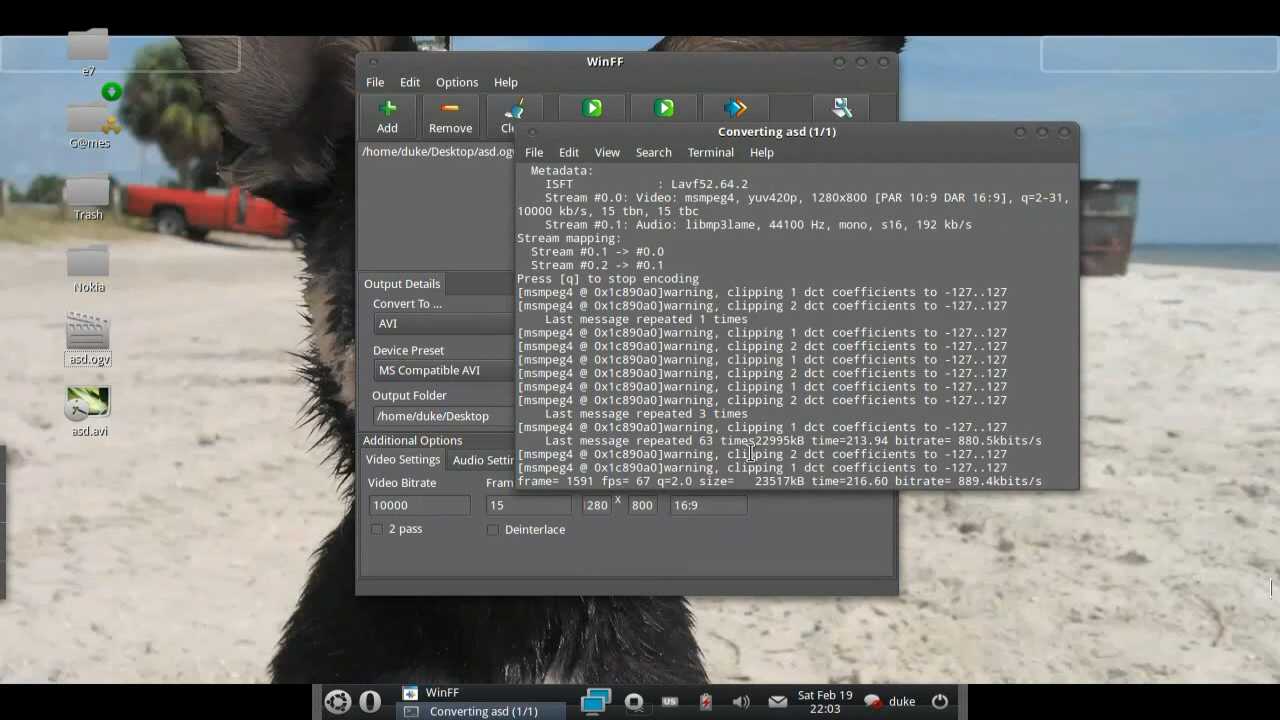 e7
G@mes
Trash
Nokia
asd.ogv
asd.avi
WinFF
File Edit Options Help
Add Remove
/home/duke/Desktop/asd.og
Output Details
Convert To ...
AVI
Device Preset
MS Compatible AVI
Output Folder
/home/duke/Desktop
Additional Options
Video Settings Audio Settin
Video Bitrate Fram
10000 15 280 x 800 16:9
2 pass Deinterlace
Converting asd (1/1)
File Edit View Search Terminal Help
Metadata:
ISFT : Lavf52.64.2
Stream #0.0: Video: msmpeg4, yuv420p, 1280x800 [PAR 10:9 DAR 16:9], q=2-31,
10000 kb/s, 15 tbn, 15 tbc
Stream #0.1: Audio: libmp3lame, 44100 Hz, mono, s16, 192 kb/s
Stream mapping:
Stream #0.1 -> #0.0
Stream #0.2 -> #0.1
Press [q] to stop encoding
[msmpeg4 @ 0x1c890a0]warning, clipping 1 dct coefficients to -127..127
[msmpeg4 @ 0x1c890a0]warning, clipping 2 dct coefficients to -127..127
Last message repeated 1 times
[msmpeg4 @ 0x1c890a0]warning, clipping 1 dct coefficients to -127..127
[msmpeg4 @ 0x1c890a0]warning, clipping 2 dct coefficients to -127..127
[msmpeg4 @ 0x1c890a0]warning, clipping 1 dct coefficients to -127..127
[msmpeg4 @ 0x1c890a0]warning, clipping 2 dct coefficients to -127..127
[msmpeg4 @ 0x1c890a0]warning, clipping 1 dct coefficients to -127..127
[msmpeg4 @ 0x1c890a0]warning, clipping 2 dct coefficients to -127..127
Last message repeated 3 times
[msmpeg4 @ 0x1c890a0]warning, clipping 1 dct coefficients to -127..127
Last message repeated 63 times22995kB time=213.94 bitrate= 880.5kbits/s
[msmpeg4 @ 0x1c890a0]warning, clipping 2 dct coefficients to -127..127
[msmpeg4 @ 0x1c890a0]warning, clipping 1 dct coefficients to -127..127
frame= 1591 fps= 67 q=2.0 size= 23517kB time=216.60 bitrate= 889.4kbits/s
WinFF
Converting asd (1/1)
US
Sat Feb 19
22:03
duke